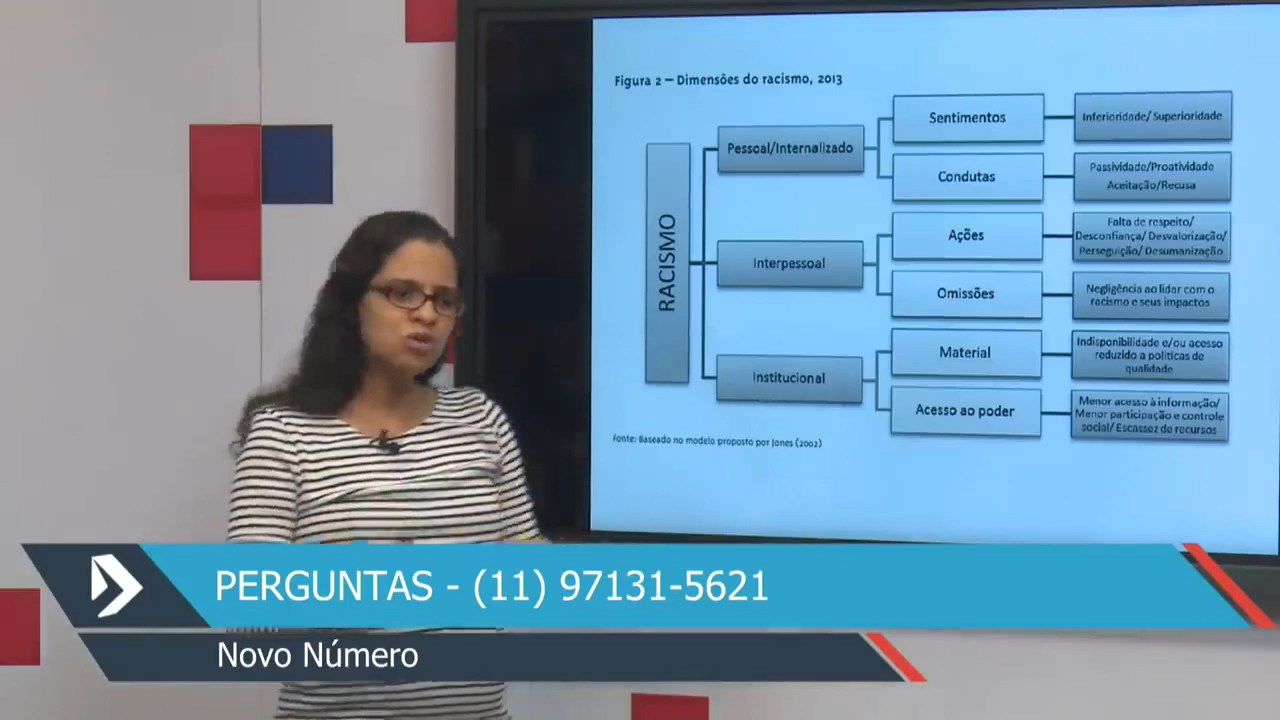 Figura 2 – Dimensões do racismo, 2013
RACISMO
Pessoal/Internalizado
Sentimentos
Inferioridade/ Superioridade
Condutas
Passividade/Proatividade
Aceitação/Recusa
Interpessoal
Ações
Falta de respeito/
Desconfiança/ Desvalorização/
Perseguição/ Desumanização
Omissões
Negligência ao lidar com o
racismo e seus impactos
Institucional
Material
Indisponibilidade e/ou acesso
reduzido a políticas de
qualidade
Acesso ao poder
Menor acesso à informação/
Menor participação e controle
social/ Escassez de recursos
Fonte: Baseado no modelo proposto por Jones (2002)
PERGUNTAS - (11) 97131-5621
Novo Número